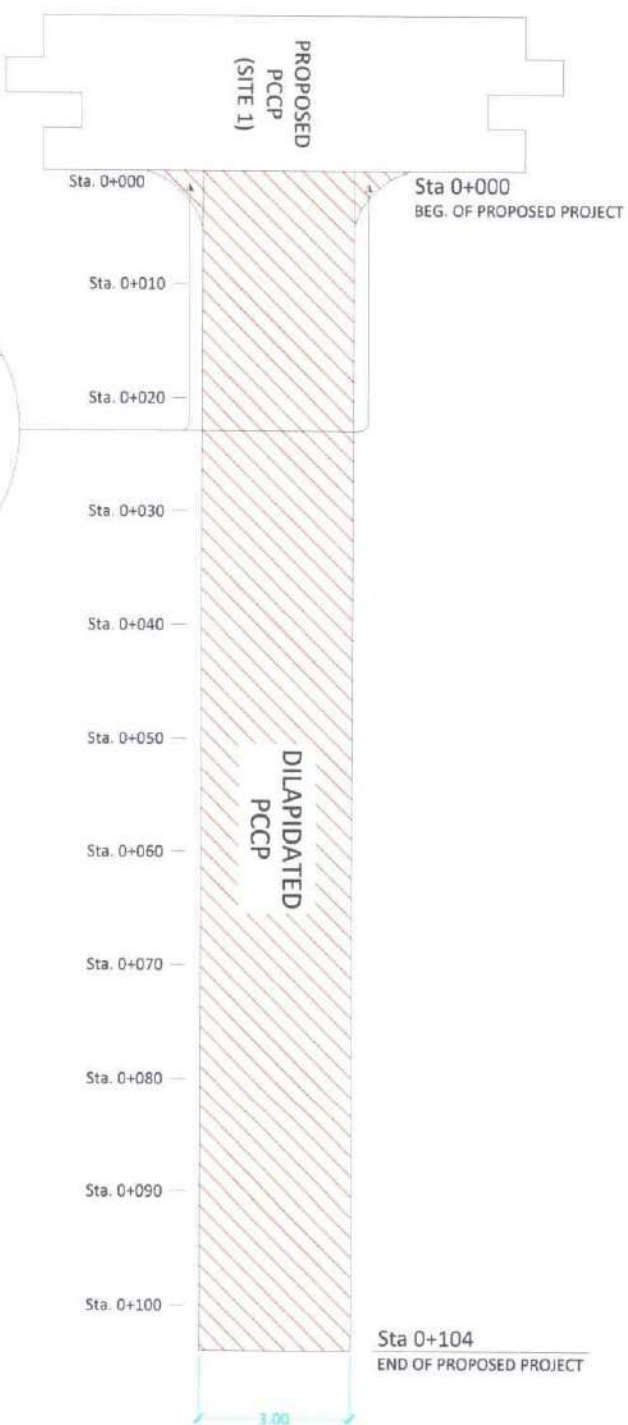 PROPOSED
PCCP
(SITE 1)
Sta. 0+000
Sta 0+000
BEG. OF PROPOSED PROJECT
Sta. 0+010
Sta. 0+020
Sta. 0+030
Sta. 0+040
Sta. 0+050
DILAPIDATED
PCCP
Sta. 0+060
Sta. 0+070
Sta. 0+080
Sta. 0+090
Sta. 0+100
Sta 0+104
END OF PROPOSED PROJECT
3.00